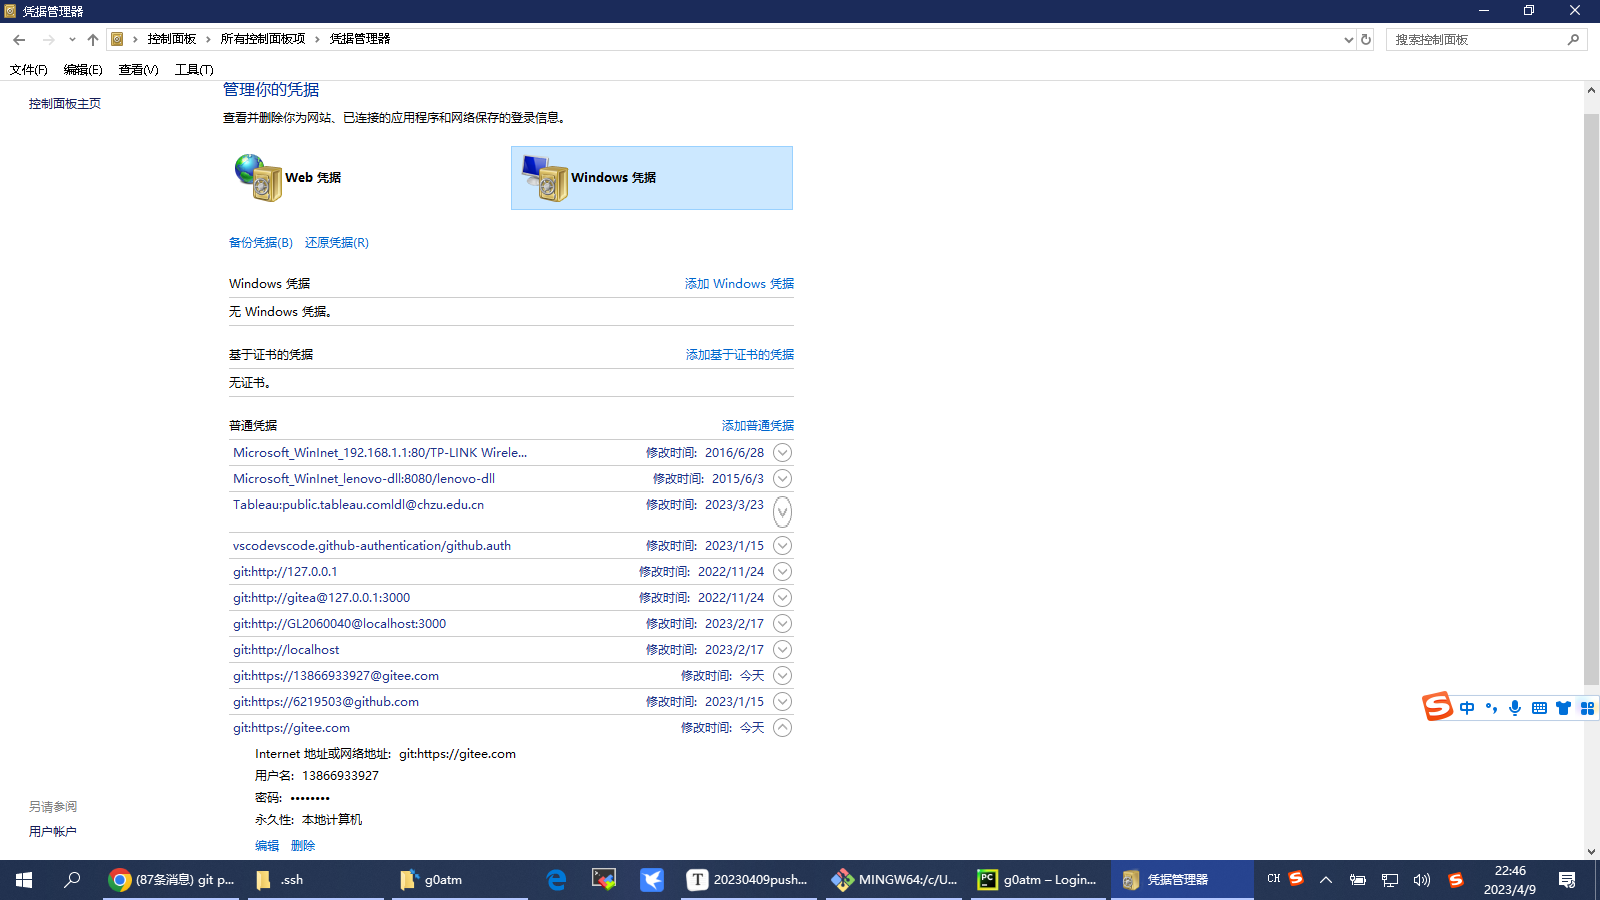 凭据管理器
控制面板 › 所有控制面板项 › 凭据管理器
搜索控制面板
文件(F) 编辑(E) 查看(V) 工具(T)
控制面板主页
管理你的凭据
查看并删除你为网站、已连接的应用程序和网络保存的登录信息。
Web 凭据
Windows 凭据
备份凭据(B) 还原凭据(R)
Windows 凭据 添加 Windows 凭据
无 Windows 凭据。
基于证书的凭据 添加基于证书的凭据
无证书。
普通凭据 添加普通凭据
Microsoft_WinInet_192.168.1.1:80/TP-LINK Wirele... 修改时间: 2016/6/28
Microsoft_WinInet_lenovo-dll:8080/lenovo-dll 修改时间: 2015/6/3
Tableau:public.tableau.comldl@chzu.edu.cn 修改时间: 2023/3/23
vscodevscode.github-authentication/github.auth 修改时间: 2023/1/15
git:http://127.0.0.1 修改时间: 2022/11/24
git:http://gitea@127.0.0.1:3000 修改时间: 2022/11/24
git:http://GL2060040@localhost:3000 修改时间: 2023/2/17
git:http://localhost 修改时间: 2023/2/17
git:https://13866933927@gitee.com 修改时间: 今天
git:https://6219503@github.com 修改时间: 2023/1/15
git:https://gitee.com 修改时间: 今天
Internet 地址或网络地址: git:https://gitee.com
用户名: 13866933927
密码: ••••••••
永久性: 本地计算机
编辑 删除
另请参阅
用户帐户
中
(87条消息) git p...
.ssh
g0atm
20230409push...
MINGW64:/c/U...
g0atm – Login...
凭据管理器
CH
22:46
2023/4/9